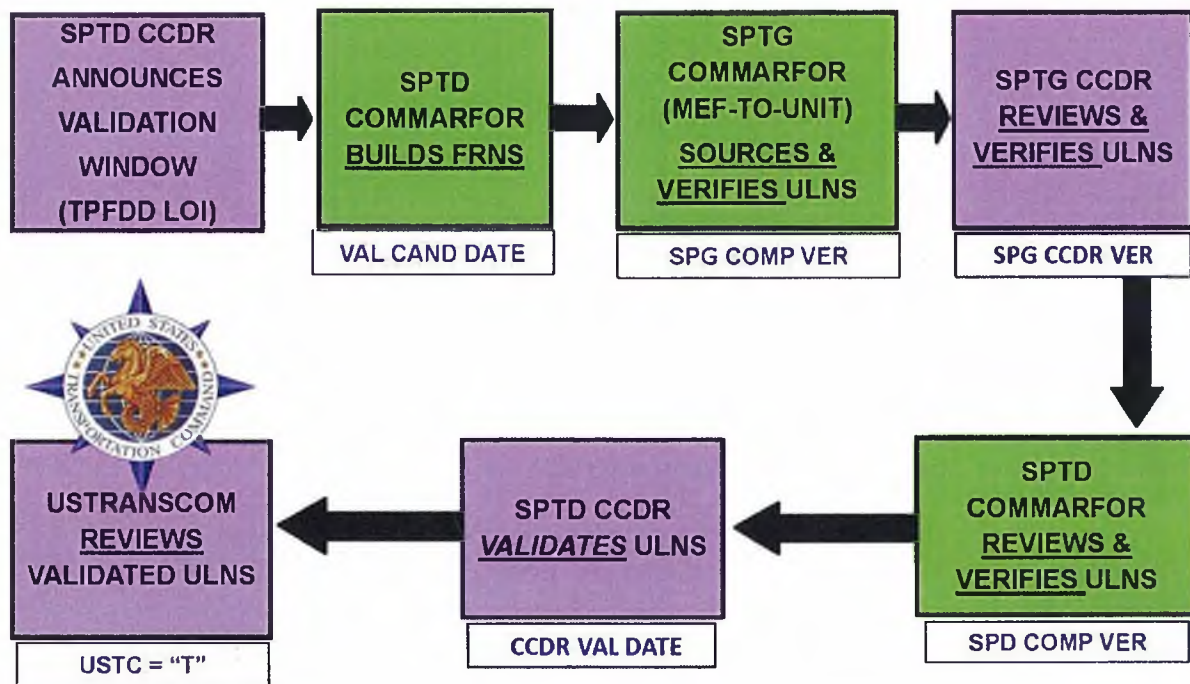 SPTD CCDR
ANNOUNCES
VALIDATION
WINDOW
(TPFDD LOI)
SPTD
COMMARFOR
BUILDS FRNS
VAL CAND DATE
SPTG
COMMARFOR
(MEF-TO-UNIT)
SOURCES &
VERIFIES ULNS
SPG COMP VER
SPTG CCDR
REVIEWS &
VERIFIES ULNS
SPG CCDR VER
SPTD
COMMARFOR
REVIEWS &
VERIFIES ULNS
SPD COMP VER
SPTD CCDR
VALIDATES ULNS
CCDR VAL DATE
UNITED STATES
TRANSPORTATION COMMAND
USTRANSCOM
REVIEWS
VALIDATED ULNS
USTC = "T"